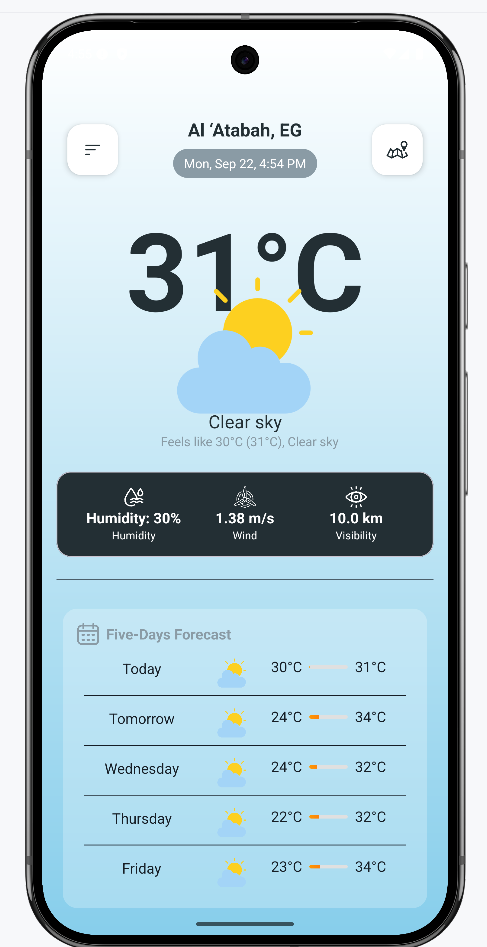 Al ‘Atabah, EG
Mon, Sep 22, 4:54 PM
31°C
Clear sky
Feels like 30°C (31°C), Clear sky
Humidity: 30% 1.38 m/s 10.0 km
Humidity Wind Visibility
Five-Days Forecast
Today 30°C 31°C
Tomorrow 24°C 34°C
Wednesday 24°C 32°C
Thursday 22°C 32°C
Friday 23°C 34°C